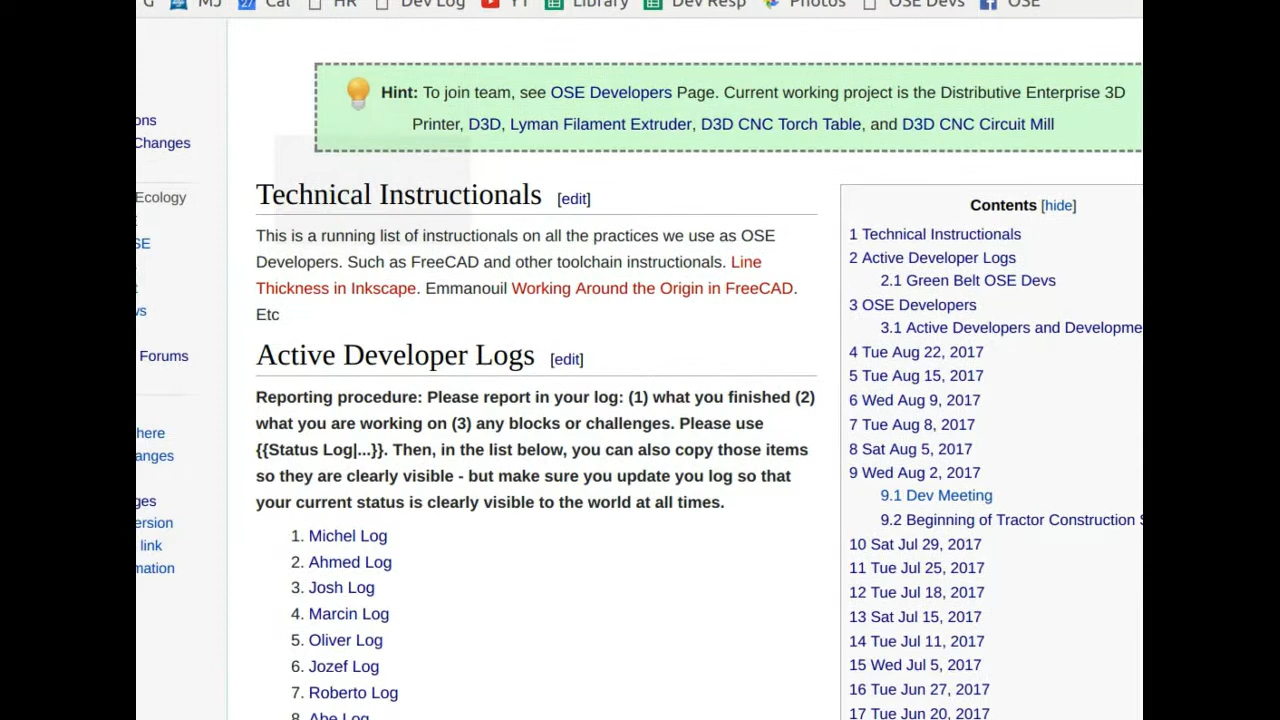 G MJ 27 Cal HR Dev Log YT Library Dev Resp Photos OSE Devs OSE
Hint: To join team, see OSE Developers Page. Current working project is the Distributive Enterprise 3D
Printer, D3D, Lyman Filament Extruder, D3D CNC Torch Table, and D3D CNC Circuit Mill
ons
Changes
Ecology
SE
ws
Forums
here
anges
ges
ersion
link
mation
Technical Instructionals [edit]
This is a running list of instructionals on all the practices we use as OSE
Developers. Such as FreeCAD and other toolchain instructionals. Line
Thickness in Inkscape. Emmanouil Working Around the Origin in FreeCAD.
Etc
Active Developer Logs [edit]
Reporting procedure: Please report in your log: (1) what you finished (2)
what you are working on (3) any blocks or challenges. Please use
{{Status Log|...}}. Then, in the list below, you can also copy those items
so they are clearly visible - but make sure you update you log so that
your current status is clearly visible to the world at all times.
1. Michel Log
2. Ahmed Log
3. Josh Log
4. Marcin Log
5. Oliver Log
6. Jozef Log
7. Roberto Log
8. Abe Log
Contents [hide]
1 Technical Instructionals
2 Active Developer Logs
2.1 Green Belt OSE Devs
3 OSE Developers
3.1 Active Developers and Developme
4 Tue Aug 22, 2017
5 Tue Aug 15, 2017
6 Wed Aug 9, 2017
7 Tue Aug 8, 2017
8 Sat Aug 5, 2017
9 Wed Aug 2, 2017
9.1 Dev Meeting
9.2 Beginning of Tractor Construction S
10 Sat Jul 29, 2017
11 Tue Jul 25, 2017
12 Tue Jul 18, 2017
13 Sat Jul 15, 2017
14 Tue Jul 11, 2017
15 Wed Jul 5, 2017
16 Tue Jun 27, 2017
17 Tue Jun 20, 2017